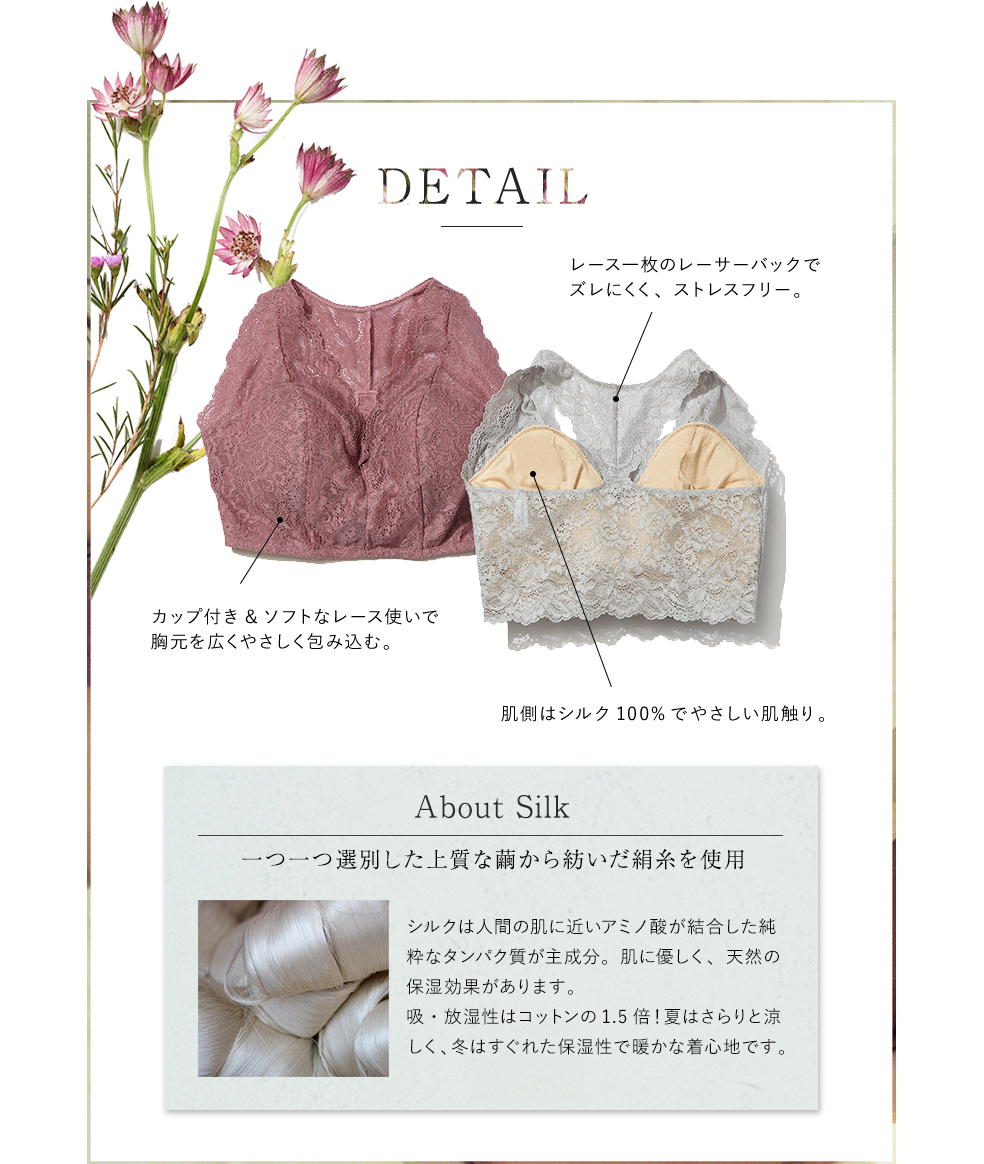 DETAIL
レース一枚のレーサーバックで
ズレにくく、ストレスフリー。
カップ付き&ソフトなレース使いで
胸元を広くやさしく包み込む。
肌側はシルク100%でやさしい肌触り。
About Silk
一つ一つ選別した上質な繭から紡いだ絹糸を使用
シルクは人間の肌に近いアミノ酸が結合した純
粋なタンパク質が主成分。肌に優しく、天然の
保湿効果があります。
吸・放湿性はコットンの1.5倍!夏はさらりと涼
しく、冬はすぐれた保湿性で暖かな着心地です。